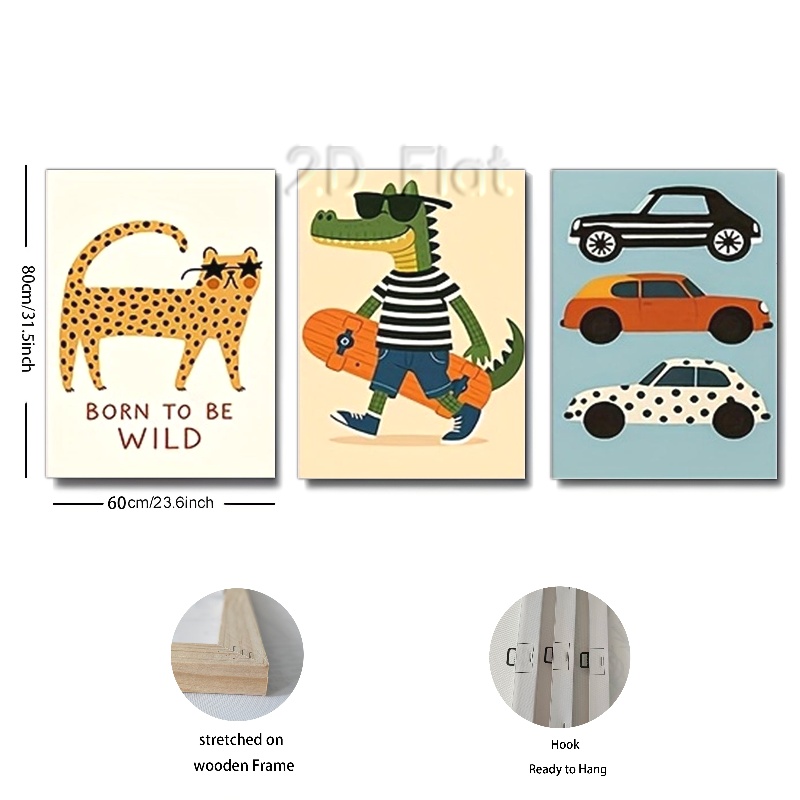 2D Flat
80cm/31.5inch
BORN TO BE
WILD
60cm/23.6inch
stretched on
wooden Frame
Hook
Ready to Hang